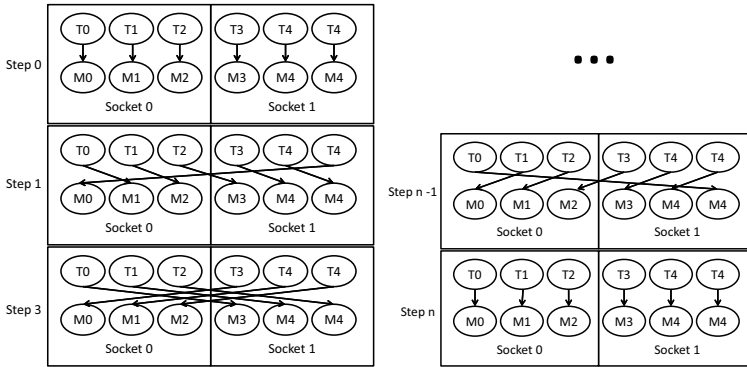 T0 T1 T2 T3 T4 T4
Step 0
M0 M1 M2 M3 M4 M4
Socket 0 Socket 1
T0 T1 T2 T3 T4 T4
Step 1
M0 M1 M2 M3 M4 M4
Socket 0 Socket 1
T0 T1 T2 T3 T4 T4
Step 3
M0 M1 M2 M3 M4 M4
Socket 0 Socket 1
...
T0 T1 T2 T3 T4 T4
Step n -1
M0 M1 M2 M3 M4 M4
Socket 0 Socket 1
T0 T1 T2 T3 T4 T4
Step n
M0 M1 M2 M3 M4 M4
Socket 0 Socket 1